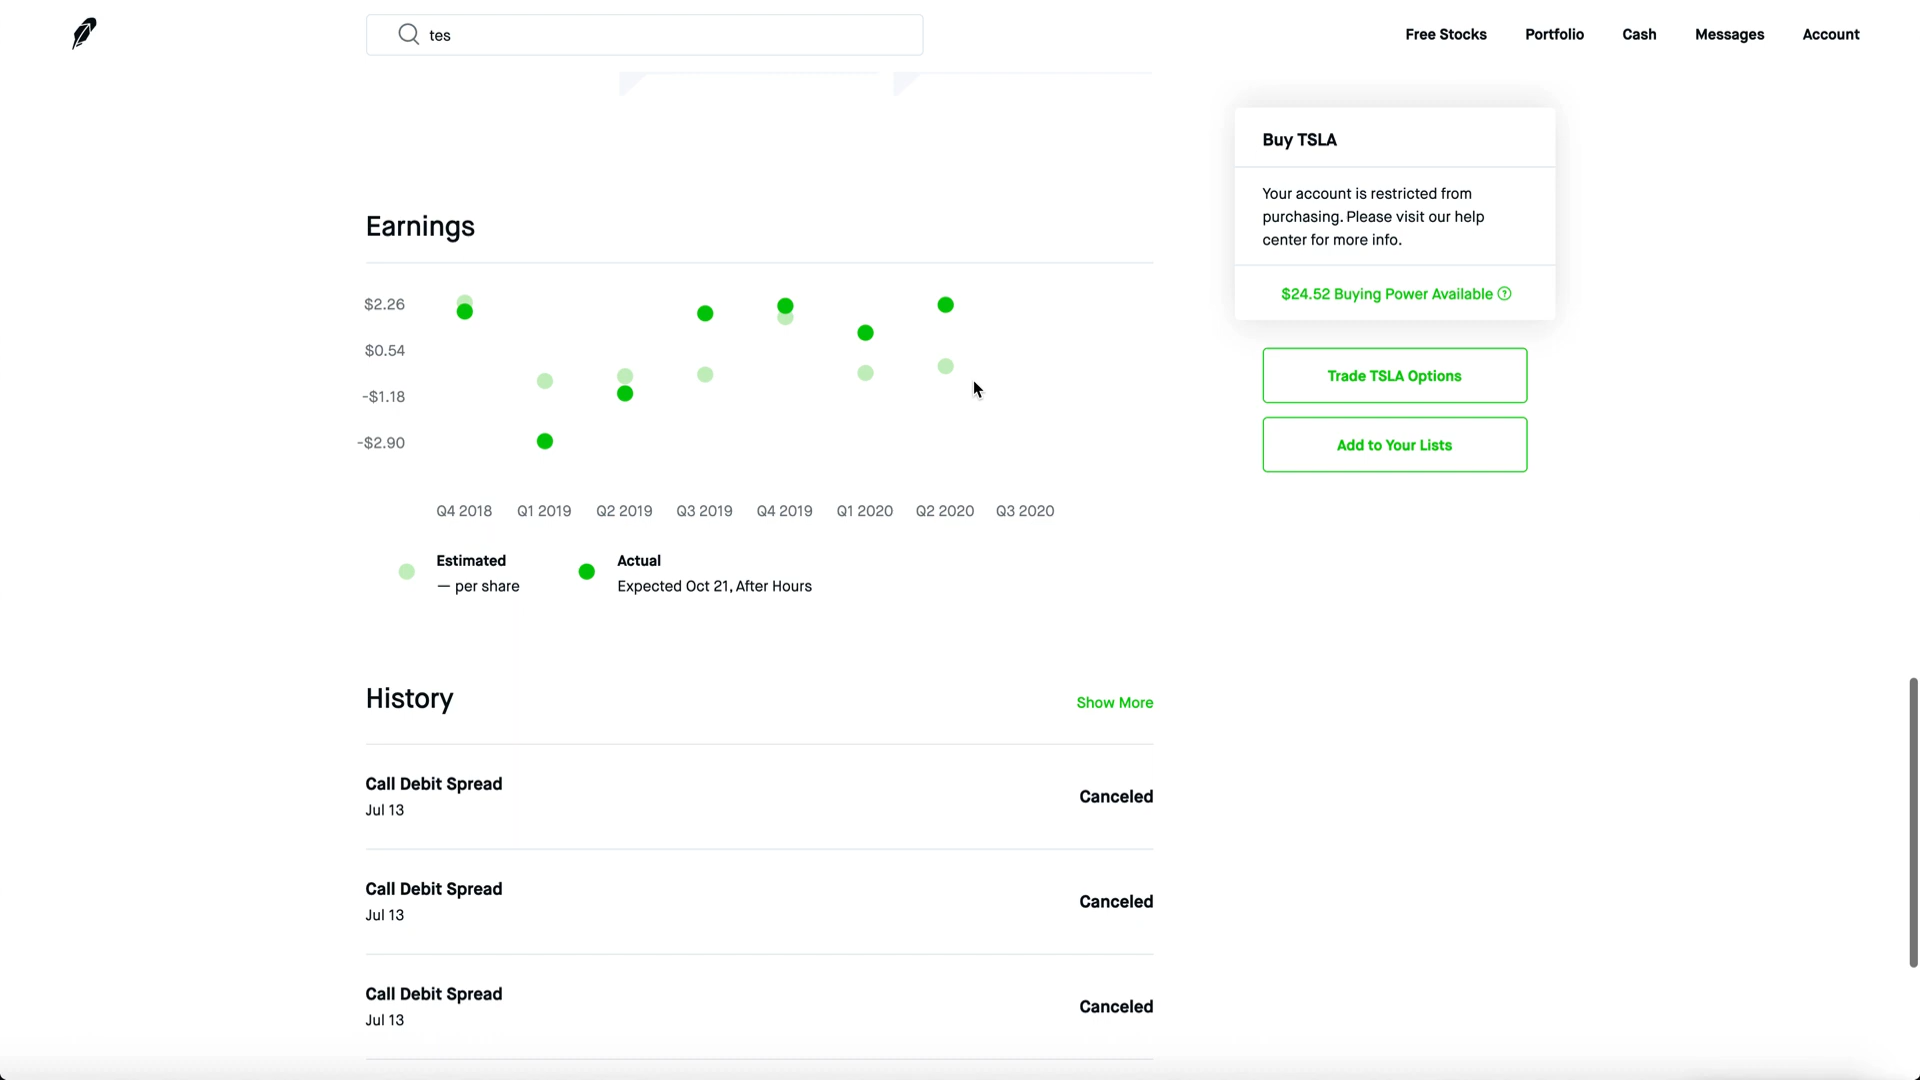 tes
Free Stocks
Portfolio
Cash
Messages
Account
Buy TSLA
Your account is restricted from
purchasing. Please visit our help
center for more info.
$24.52 Buying Power Available ?
Trade TSLA Options
Add to Your Lists
Earnings
$2.26
$0.54
-$1.18
-$2.90
Q4 2018
Q1 2019
Q2 2019
Q3 2019
Q4 2019
Q1 2020
Q2 2020
Q3 2020
Estimated
— per share
Actual
Expected Oct 21, After Hours
History
Show More
Call Debit Spread
Jul 13
Canceled
Call Debit Spread
Jul 13
Canceled
Call Debit Spread
Jul 13
Canceled